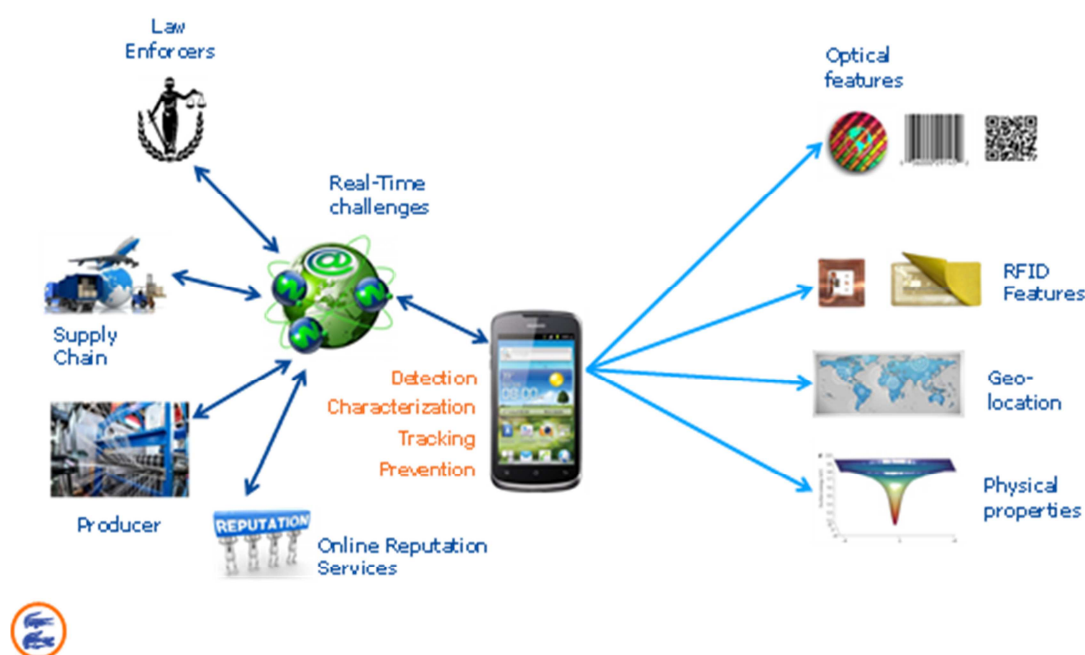 Law
Enforcers
Optical
features
Real-Time
challenges
@
N
N
N
RFID
Features
Supply
Chain
Detection
Characterization
Tracking
Prevention
Geo-
location
Producer
REPUTATION
Online Reputation
Services
Physical
properties